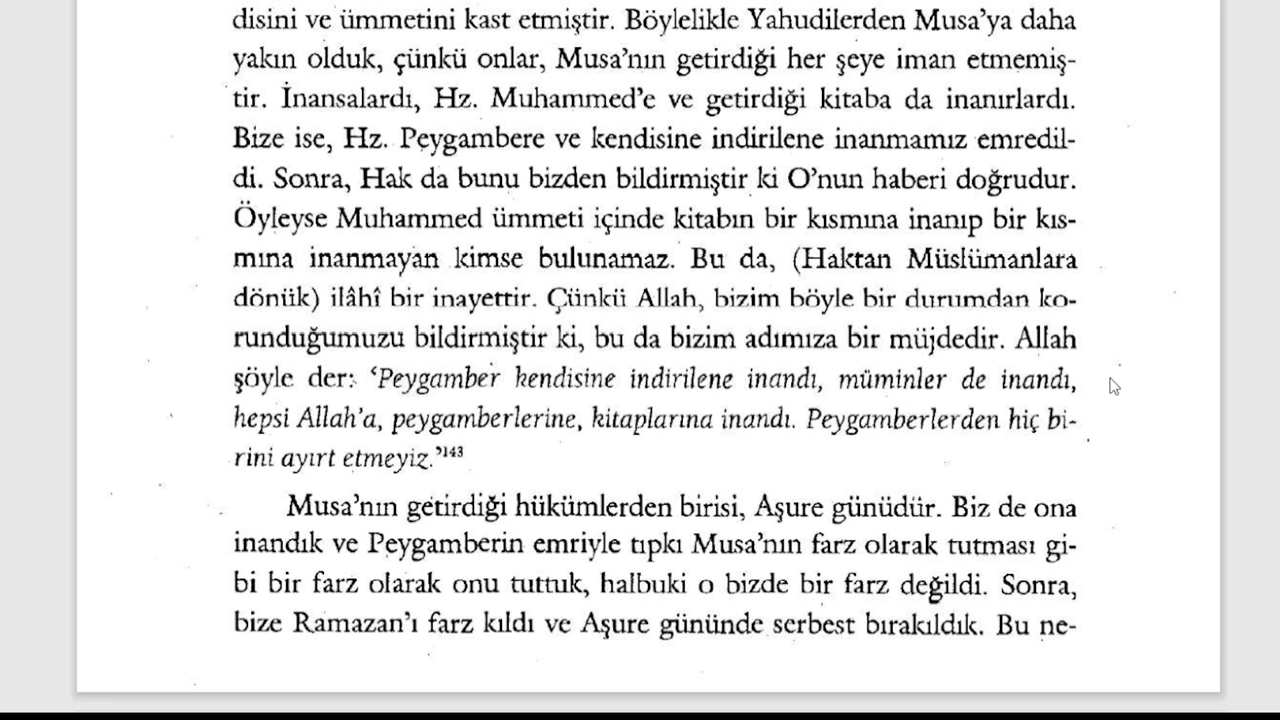 disini ve ümmetini kast etmiştir. Böylelikle Yahudilerden Musa’ya daha
yakın olduk, çünkü onlar, Musa’nın getirdiği her şeye iman etmemiş-
tir. İnansalardı, Hz. Muhammed’e ve getirdiği kitaba da inanırlardı.
Bize ise, Hz. Peygambere ve kendisine indirilene inanmamız emredil-
di. Sonra, Hak da bunu bizden bildirmiştir ki O’nun haberi doğrudur.
Öyleyse Muhammed ümmeti içinde kitabın bir kısmına inanıp bir kıs-
mına inanmayan kimse bulunamaz. Bu da, (Haktan Müslümanlara
dönük) ilâhî bir inayettir. Çünkü Allah, bizim böyle bir durumdan ko-
runduğumuzu bildirmiştir ki, bu da bizim adımıza bir müjdedir. Allah
şöyle der: ‘Peygamber kendisine indirilene inandı, müminler de inandı,
hepsi Allah’a, peygamberlerine, kitaplarına inandı. Peygamberlerden hiç bi-
rini ayırt etmeyiz.’143
Musa’nın getirdiği hükümlerden birisi, Aşure günüdür. Biz de ona
inandık ve Peygamberin emriyle tıpkı Musa’nın farz olarak tutması gi-
bi bir farz olarak onu tuttuk, halbuki o bizde bir farz değildi. Sonra,
bize Ramazan’ı farz kıldı ve Aşure gününde serbest bırakıldık. Bu ne-